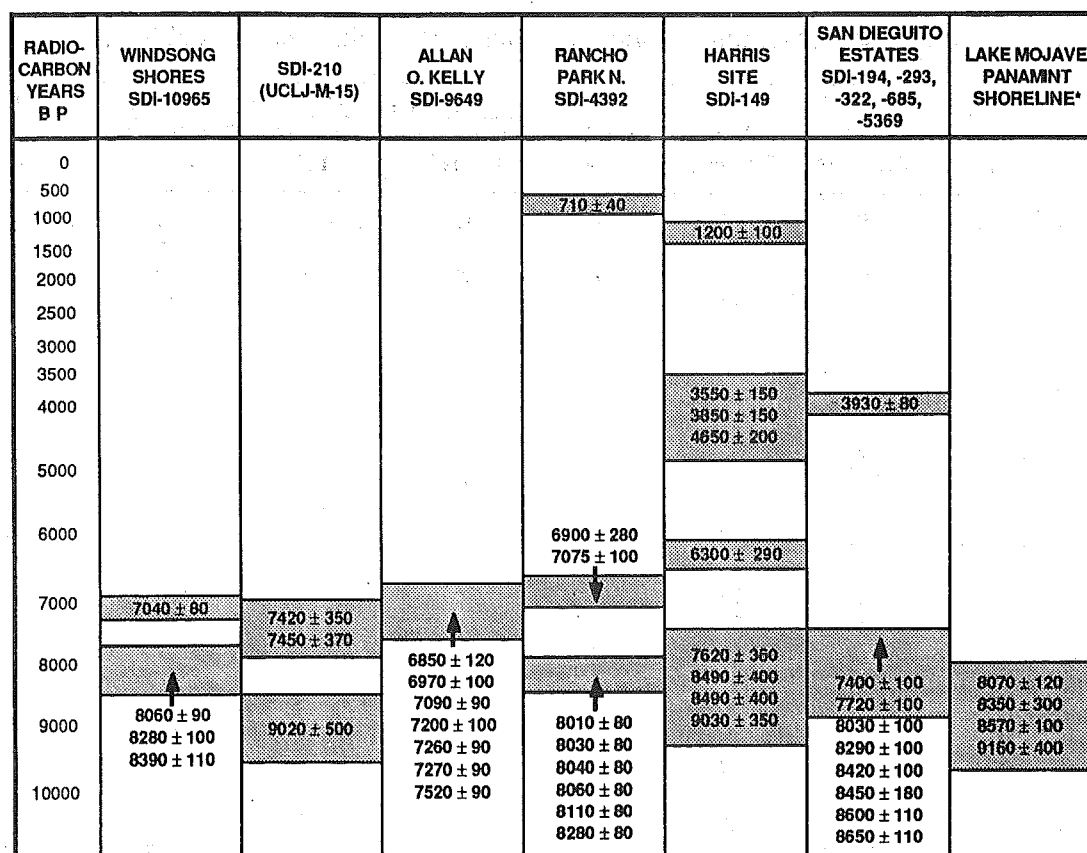 RADIO-
CARBON
YEARS
B P
WINDSONG
SHORES
SDI-10965
SDI-210
(UCLJ-M-15)
ALLAN
O. KELLY
SDI-9649
RANCHO
PARK N.
SDI-4392
HARRIS
SITE
SDI-149
SAN DIEGUITO
ESTATES
SDI-194, -293,
-322, -685,
-5369
LAKE MOJAVE
PANAMINT
SHORELINE*
0
500
1000
1500
2000
2500
3000
3500
4000
5000
6000
7000
8000
9000
10000
7040 ± 80
8060 ± 90
8280 ± 100
8390 ± 110
7420 ± 350
7450 ± 370
9020 ± 500
6850 ± 120
6970 ± 100
7090 ± 90
7200 ± 100
7260 ± 90
7270 ± 90
7520 ± 90
710 ± 40
6900 ± 280
7075 ± 100
8010 ± 80
8030 ± 80
8040 ± 80
8060 ± 80
8110 ± 80
8280 ± 80
1200 ± 100
3550 ± 150
3850 ± 150
4650 ± 200
6300 ± 290
7620 ± 360
8490 ± 400
8490 ± 400
9030 ± 350
3930 ± 80
7400 ± 100
7720 ± 100
8030 ± 100
8290 ± 100
8420 ± 100
8450 ± 180
8600 ± 110
8650 ± 110
8070 ± 120
8350 ± 300
8570 ± 100
9160 ± 400